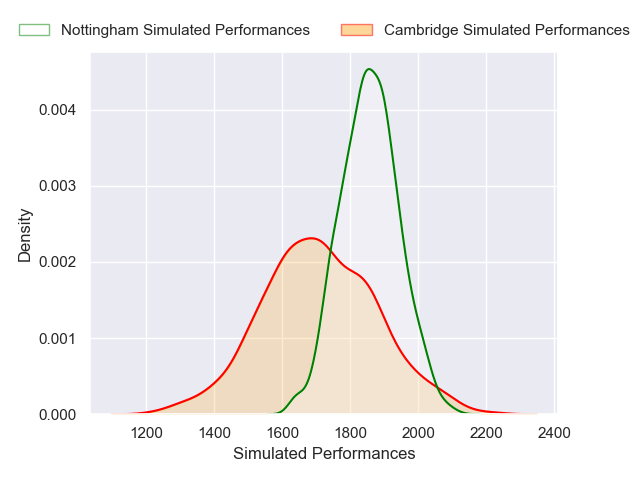 Nottingham Simulated Performances Cambridge Simulated Performances
0.004
0.003
0.002
0.001
0.000
Density
1200 1400 1600 1800 2000 2200 2400
Simulated Performances